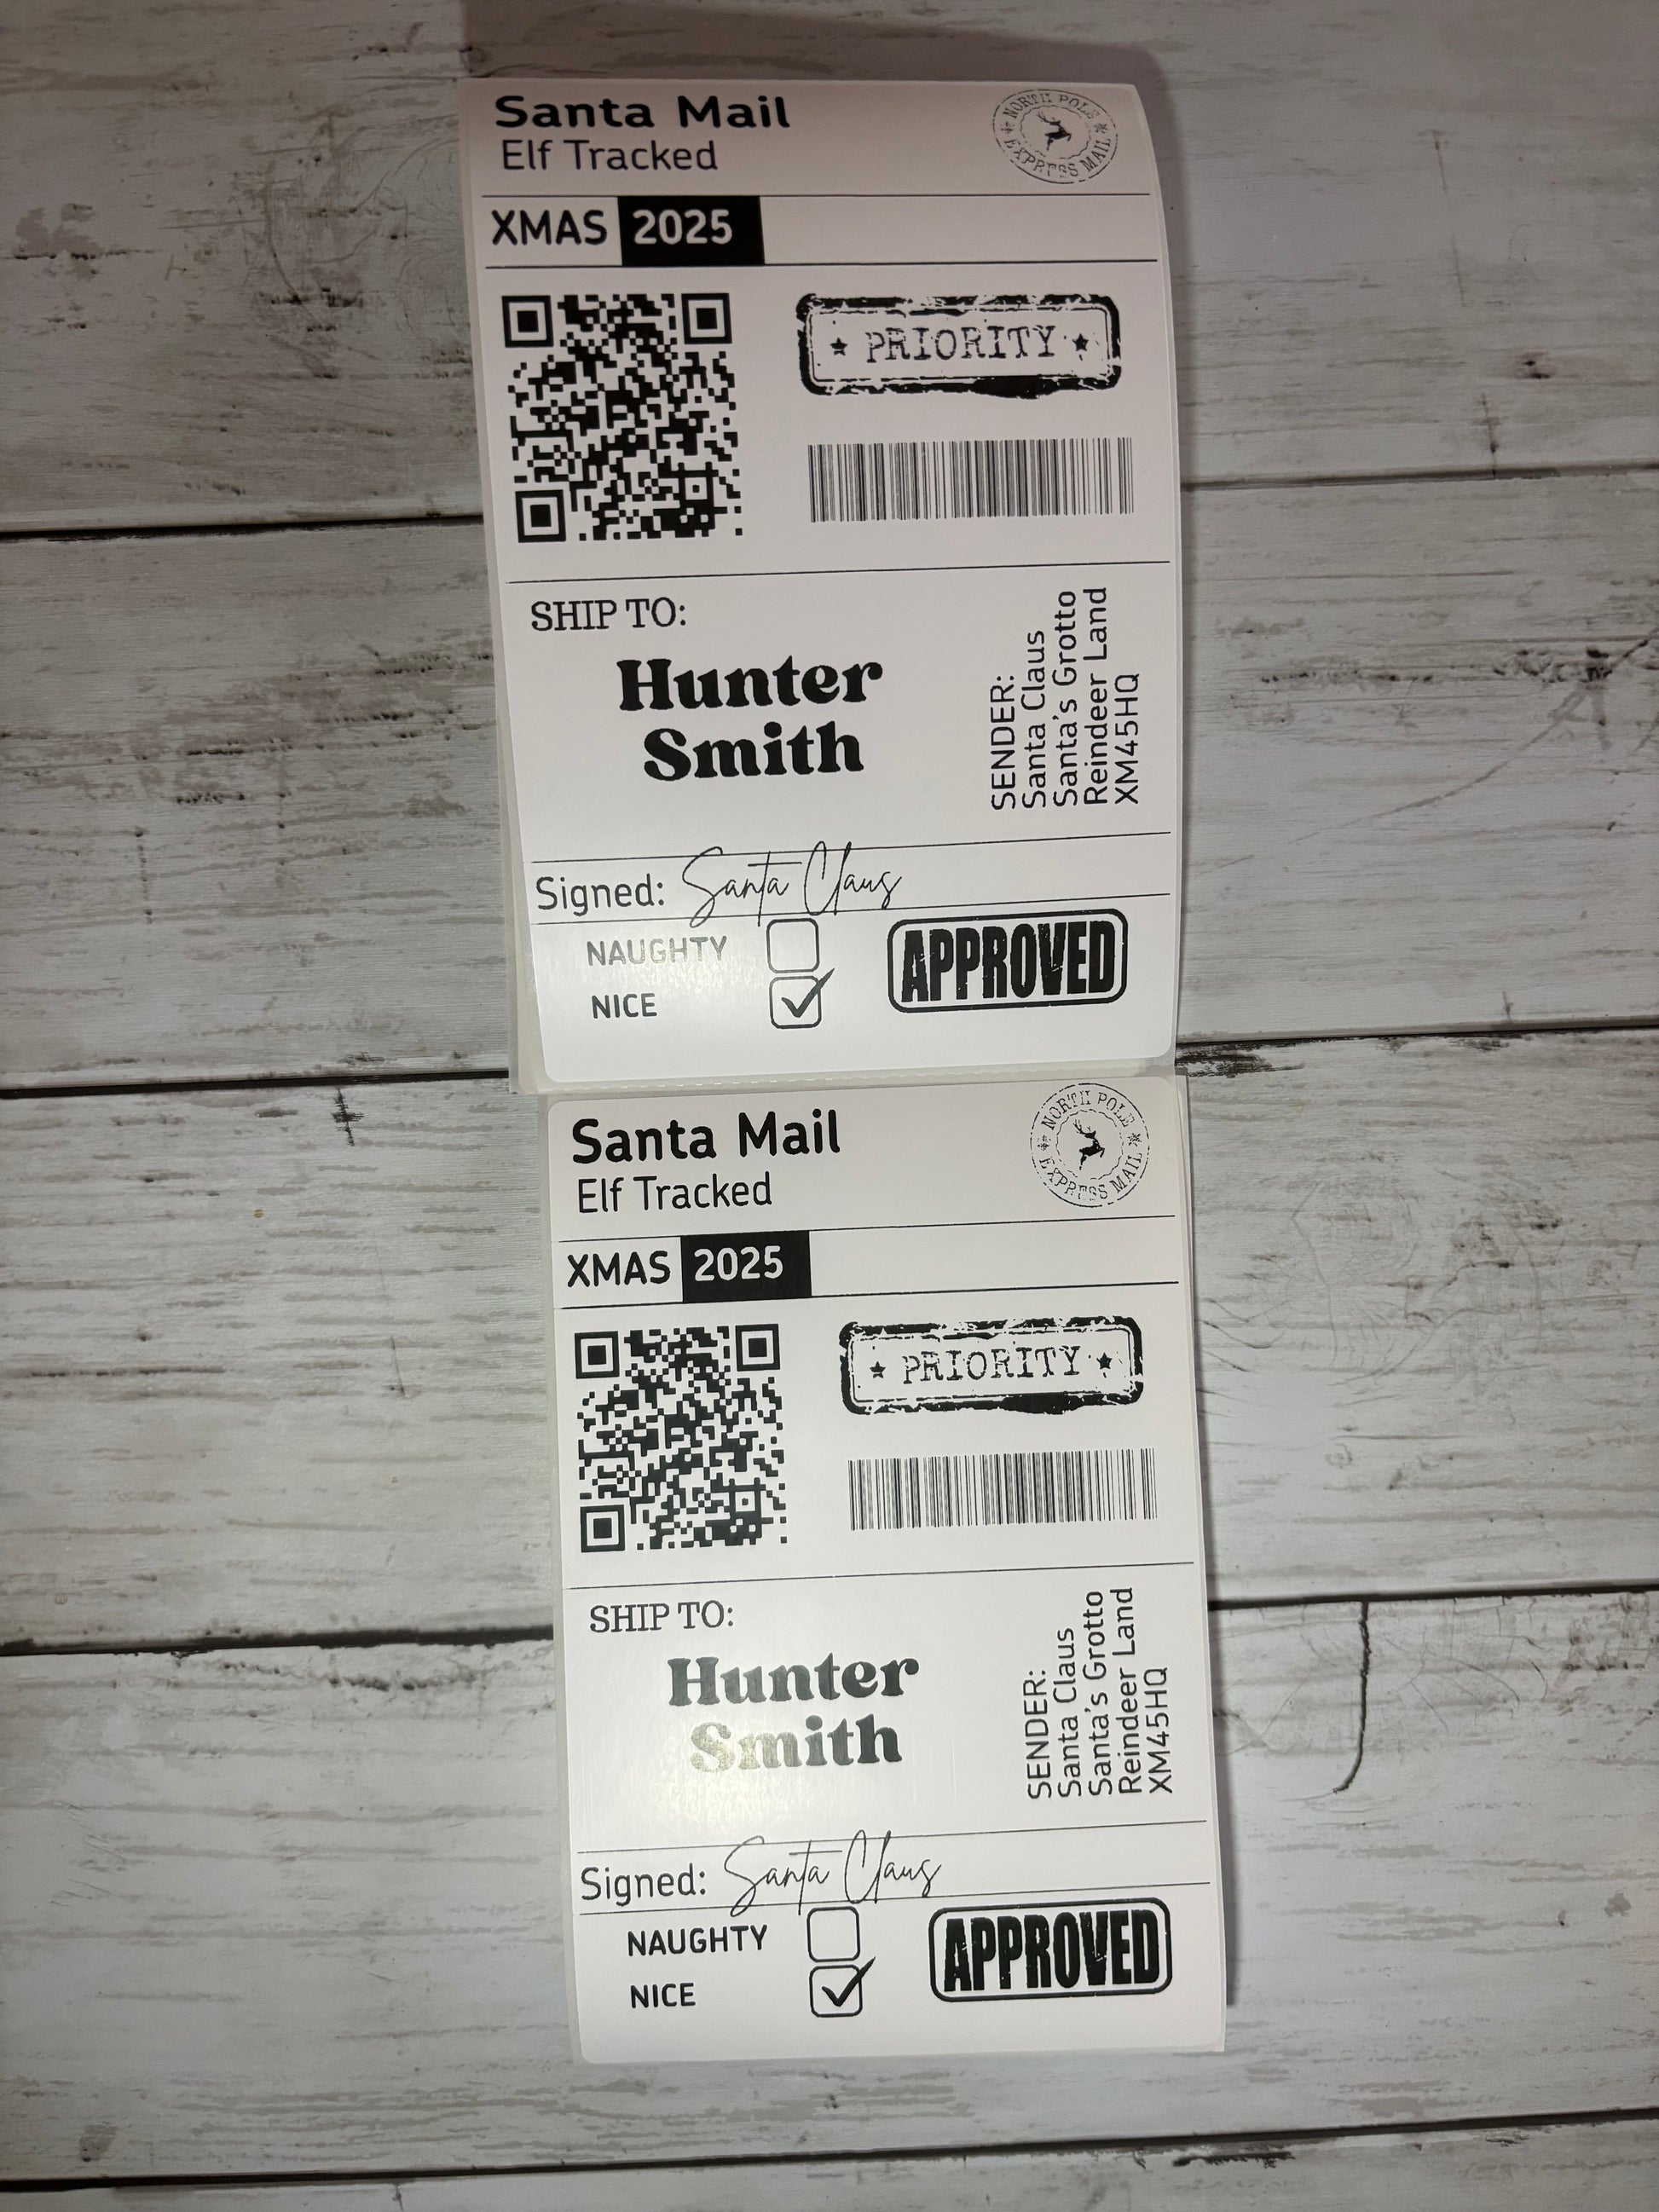 Santa Mail
Elf Tracked
NORTH POLE
EXPRESS MAIL
XMAS 2025
PRIORITY
SHIP TO:
Hunter
Smith
SENDER:
Santa Claus
Santa's Grotto
Reindeer Land
XM45HQ
Signed: Santa Claus
NAUGHTY
NICE
APPROVED
Santa Mail
Elf Tracked
NORTH POLE
EXPRESS MAIL
XMAS 2025
PRIORITY
SHIP TO:
Hunter
Smith
SENDER:
Santa Claus
Santa's Grotto
Reindeer Land
XM45HQ
Signed: Santa Claus
NAUGHTY
NICE
APPROVED